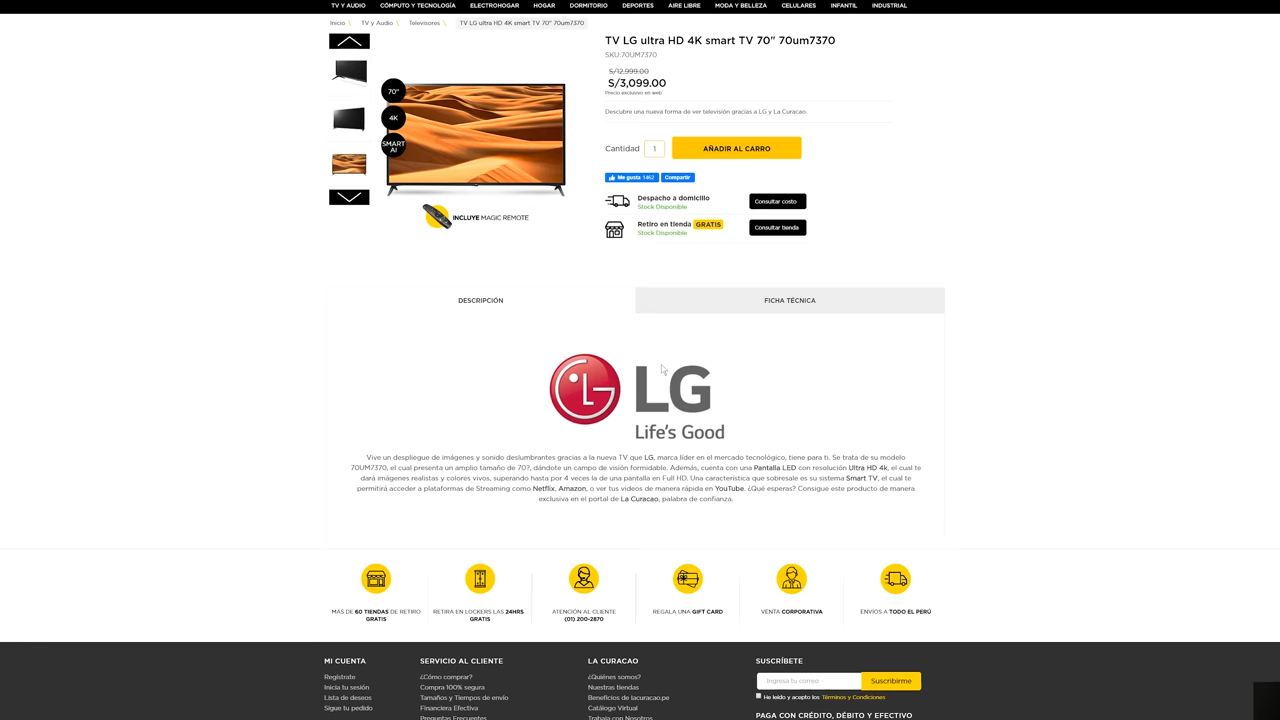 TV Y AUDIO CÓMPUTO Y TECNOLOGÍA ELECTROHOGAR HOGAR DORMITORIO DEPORTES AIRE LIBRE MODA Y BELLEZA CELULARES INFANTIL INDUSTRIAL
Inicio \ TV y Audio \ Televisores \ TV LG ultra HD 4K smart TV 70" 70um7370
TV LG ultra HD 4K smart TV 70" 70um7370
SKU:70UM7370
S/12,999.00
S/3,099.00
Precio exclusivo en web
Descubre una nueva forma de ver televisión gracias a LG y La Curacao.
70"
4K
SMART
AI
INCLUYE MAGIC REMOTE
Cantidad 1 AÑADIR AL CARRO
Me gusta 1462 Compartir
Despacho a domicilio
Stock Disponible
Consultar costo
Retiro en tienda GRATIS
Stock Disponible
Consultar tienda
DESCRIPCIÓN FICHA TÉCNICA
LG
Life's Good
Vive un despliegue de imágenes y sonido deslumbrantes gracias a la nueva TV que LG, marca líder en el mercado tecnológico, tiene para ti. Se trata de su modelo
70UM7370, el cual presenta un amplio tamaño de 70?, dándote un campo de visión formidable. Además, cuenta con una Pantalla LED con resolución Ultra HD 4k, el cual te
dará imágenes realistas y colores vivos, superando hasta por 4 veces la de una pantalla en Full HD. Una característica que sobresale es su sistema Smart TV, el cual te
permitirá acceder a plataformas de Streaming como Netflix, Amazon, o ver tus videos de manera rápida en YouTube. ¿Qué esperas? Consigue este producto de manera
exclusiva en el portal de La Curacao, palabra de confianza.
MÁS DE 60 TIENDAS DE RETIRO
GRATIS
RETIRA EN LOCKERS LAS 24HRS
GRATIS
ATENCIÓN AL CLIENTE
(01) 200-2870
REGALA UNA GIFT CARD
VENTA CORPORATIVA
ENVÍOS A TODO EL PERÚ
MI CUENTA
Regístrate
Inicia tu sesión
Lista de deseos
Sigue tu pedido
SERVICIO AL CLIENTE
¿Cómo comprar?
Compra 100% segura
Tamaños y Tiempos de envío
Financiera Efectiva
Preguntas Frecuentes
LA CURACAO
¿Quiénes somos?
Nuestras tiendas
Beneficios de lacuracao.pe
Catálogo Virtual
Trabaja con Nosotros
SUSCRÍBETE
Ingresa tu correo Suscribirme
He leído y acepto los Términos y Condiciones
PAGA CON CRÉDITO, DÉBITO Y EFECTIVO